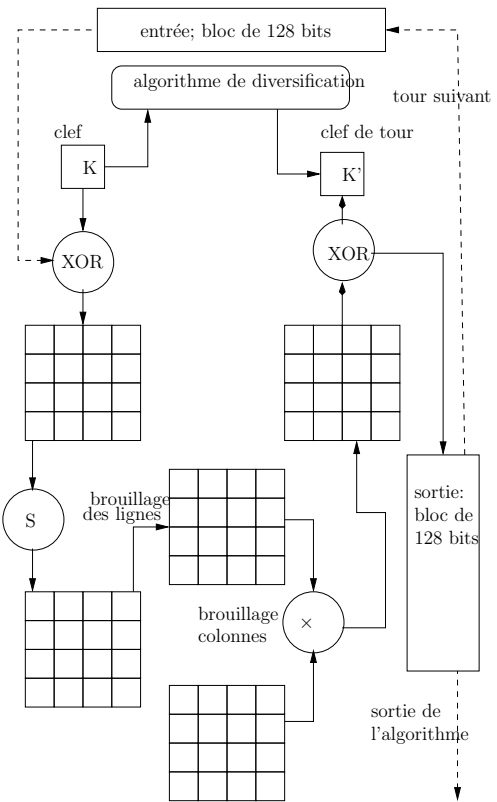 entrée; bloc de 128 bits
algorithme de diversification
tour suivant
clef
clef de tour
K
K'
XOR
XOR
brouillage
des lignes
sortie:
bloc de
128 bits
S
brouillage
colonnes
×
sortie de
l'algorithme